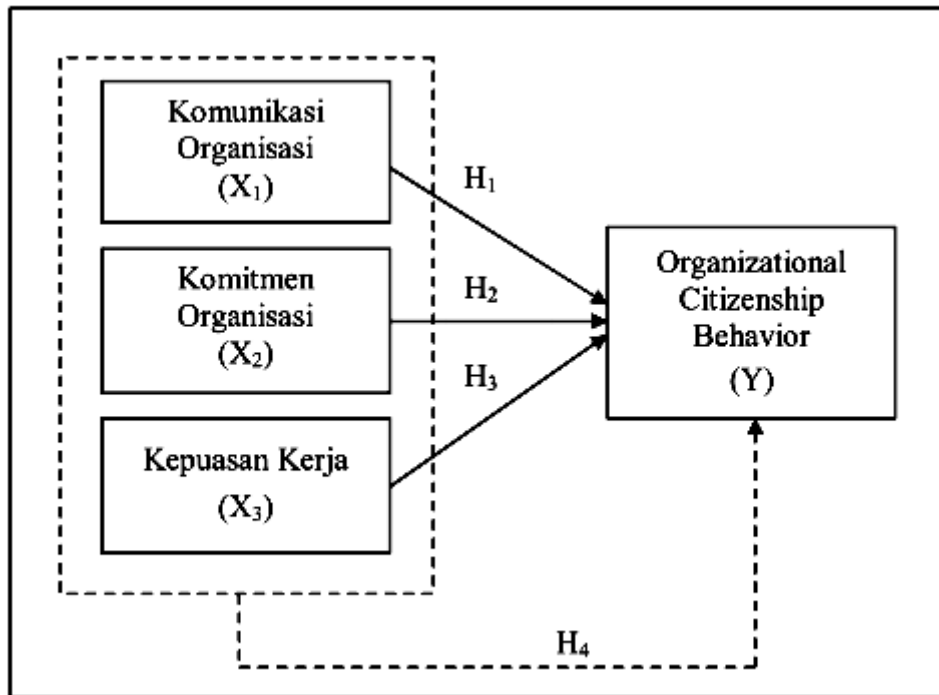 Komunikasi
Organisasi
(X₁)
H₁
Komitmen
Organisasi
(X₂)
H₂
Kepuasan Kerja
(X₃)
H₃
Organizational
Citizenship
Behavior
(Y)
H₄